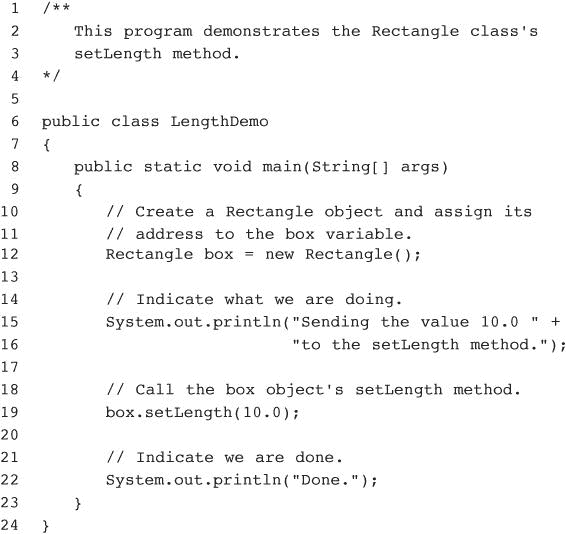 1 /**
2    This program demonstrates the Rectangle class's
3    setLength method.
4 */
5
6 public class LengthDemo
7 {
8    public static void main(String[] args)
9    {
10       // Create a Rectangle object and assign its
11       // address to the box variable.
12       Rectangle box = new Rectangle();
13
14       // Indicate what we are doing.
15       System.out.println("Sending the value 10.0 " +
16                          "to the setLength method.");
17
18       // Call the box object's setLength method.
19       box.setLength(10.0);
20
21       // Indicate we are done.
22       System.out.println("Done.");
23    }
24 }